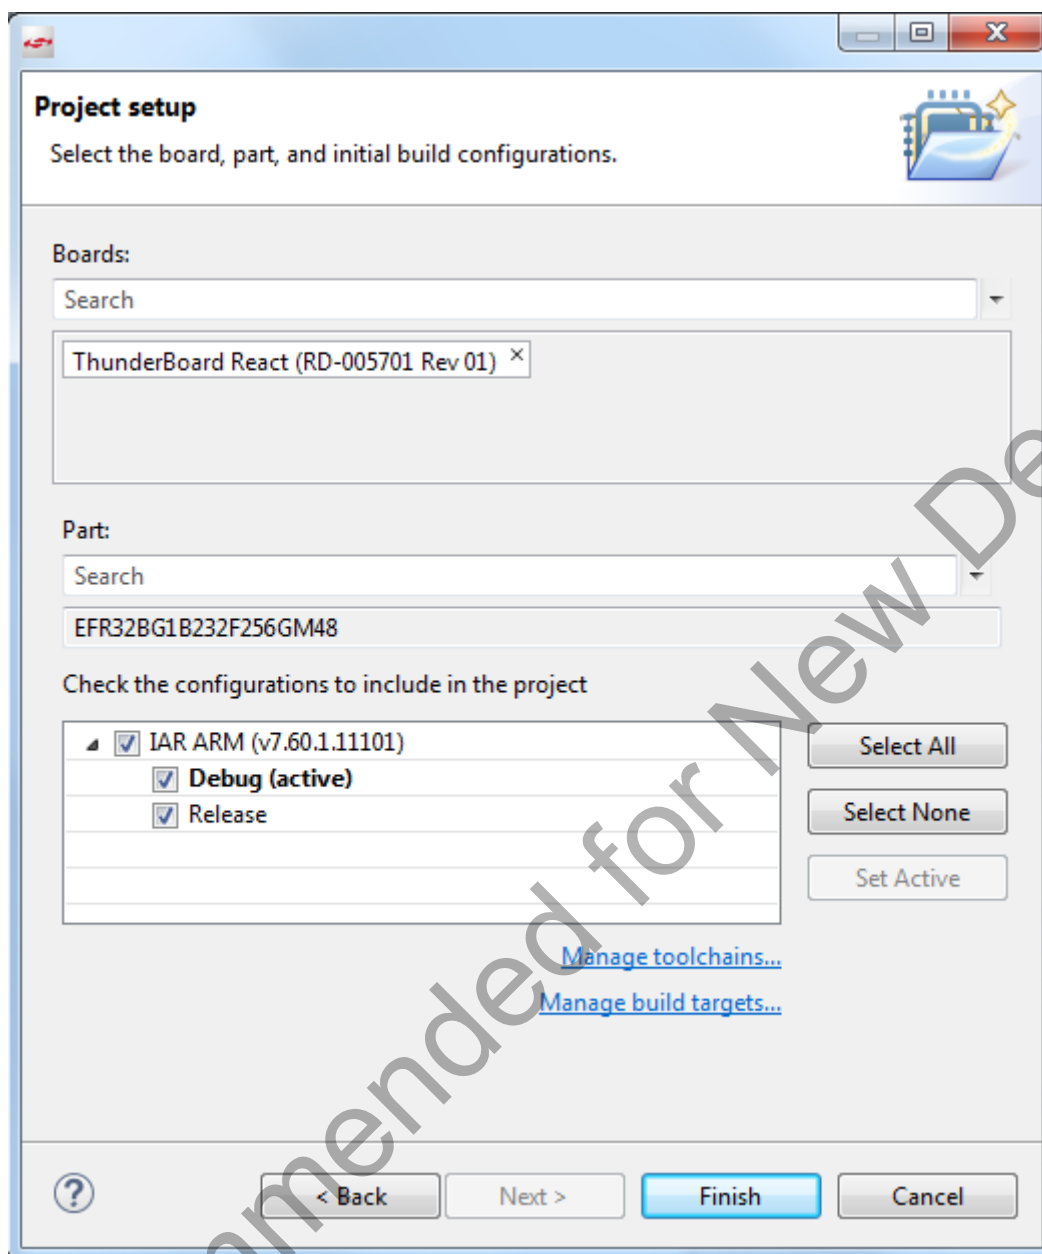 Project setup
Select the board, part, and initial build configurations.
Boards:
Search
ThunderBoard React (RD-005701 Rev 01)
Part:
Search
EFR32BG1B232F256GM48
Check the configurations to include in the project
IAR ARM (v7.60.1.11101)
Debug (active)
Release
Select All
Select None
Set Active
Manage toolchains...
Manage build targets...
< Back
Next >
Finish
Cancel
mmended for New De